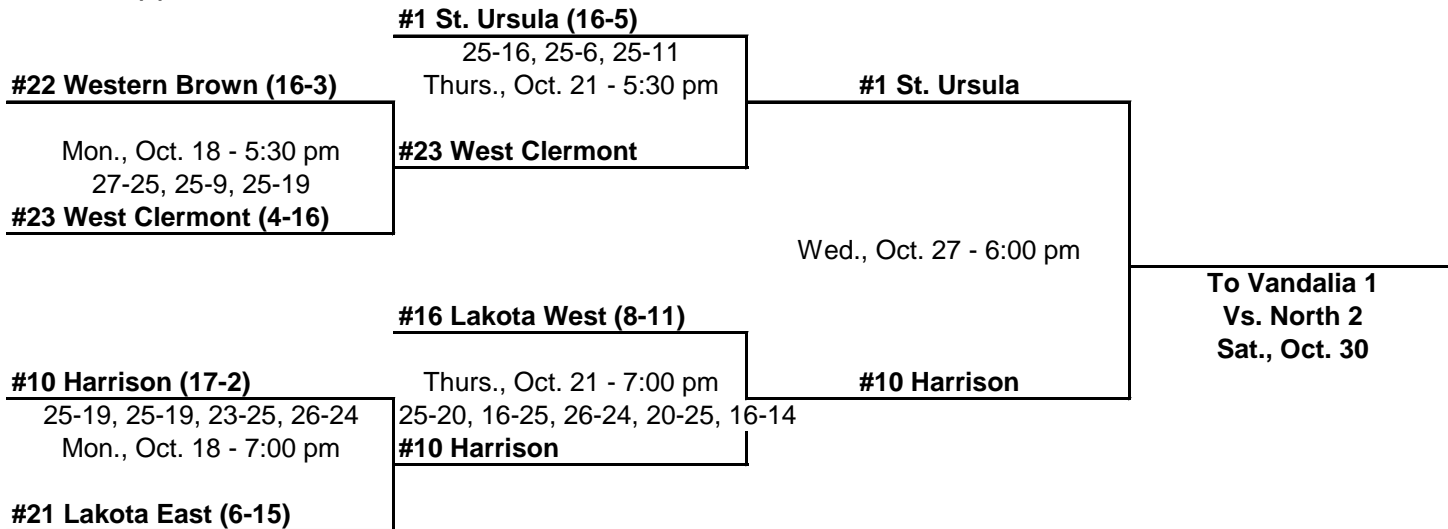 #1 St. Ursula (16-5)
25-16, 25-6, 25-11
#22 Western Brown (16-3)
Thurs., Oct. 21 - 5:30 pm
#1 St. Ursula
Mon., Oct. 18 - 5:30 pm
#23 West Clermont
27-25, 25-9, 25-19
#23 West Clermont (4-16)
Wed., Oct. 27 - 6:00 pm
To Vandalia 1
#16 Lakota West (8-11)
Vs. North 2
Sat., Oct. 30
#10 Harrison (17-2)
Thurs., Oct. 21 - 7:00 pm
#10 Harrison
25-19, 25-19, 23-25, 26-24
25-20, 16-25, 26-24, 20-25, 16-14
Mon., Oct. 18 - 7:00 pm
#10 Harrison
#21 Lakota East (6-15)